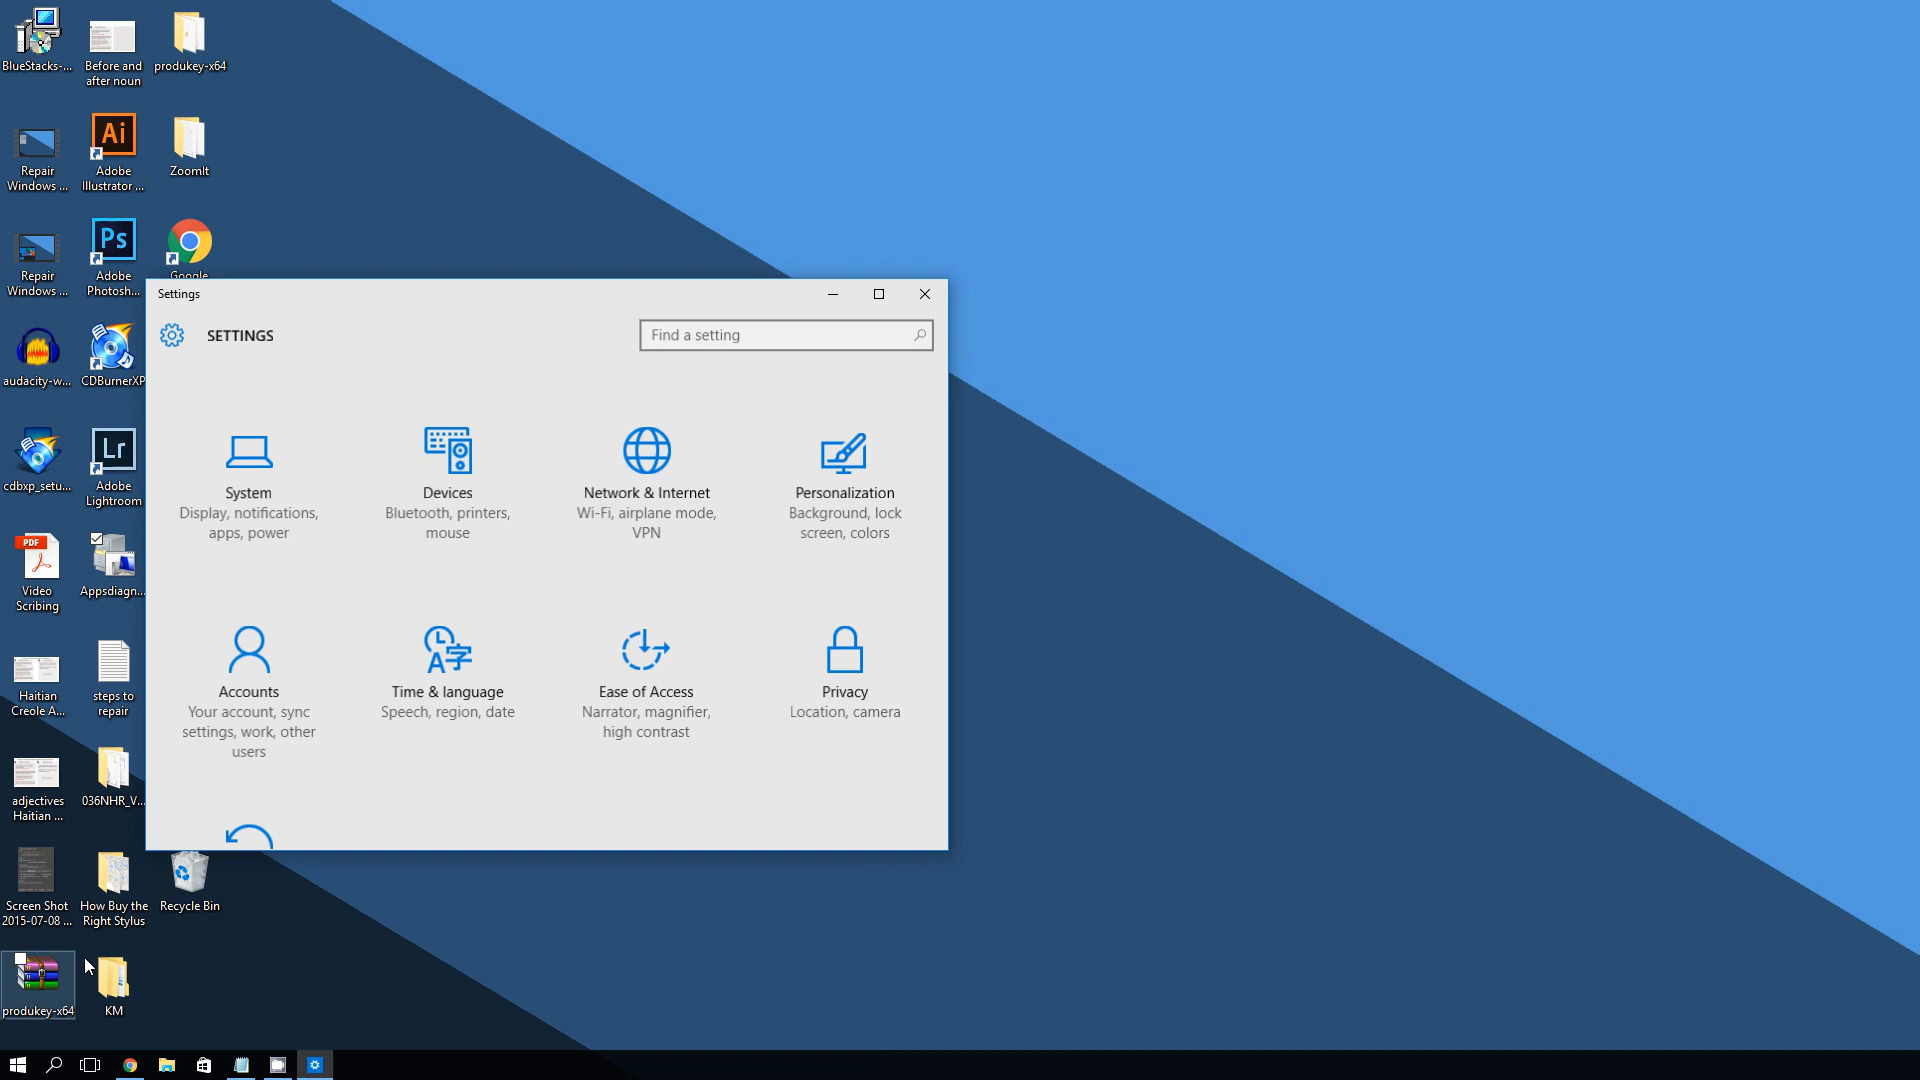 BlueStacks-...
Before and
after noun
produkey-x64
Repair
Windows ...
Ai
Adobe
Illustrator ...
ZoomIt
Repair
Windows ...
Ps
Adobe
Photosh...
Google
audacity-w...
CDBurnerXP
cdbxp_setu...
Lr
Adobe
Lightroom
PDF
Video
Scribing
Appsdiagn...
Haitian
Creole A...
steps to
repair
adjectives
Haitian ...
036NHR_V...
Screen Shot
2015-07-08 ...
How Buy the
Right Stylus
Recycle Bin
produkey-x64
KM
Settings
SETTINGS
Find a setting
System
Display, notifications,
apps, power
Devices
Bluetooth, printers,
mouse
Network & Internet
Wi-Fi, airplane mode,
VPN
Personalization
Background, lock
screen, colors
Accounts
Your account, sync
settings, work, other
users
A字
Time & language
Speech, region, date
Ease of Access
Narrator, magnifier,
high contrast
Privacy
Location, camera